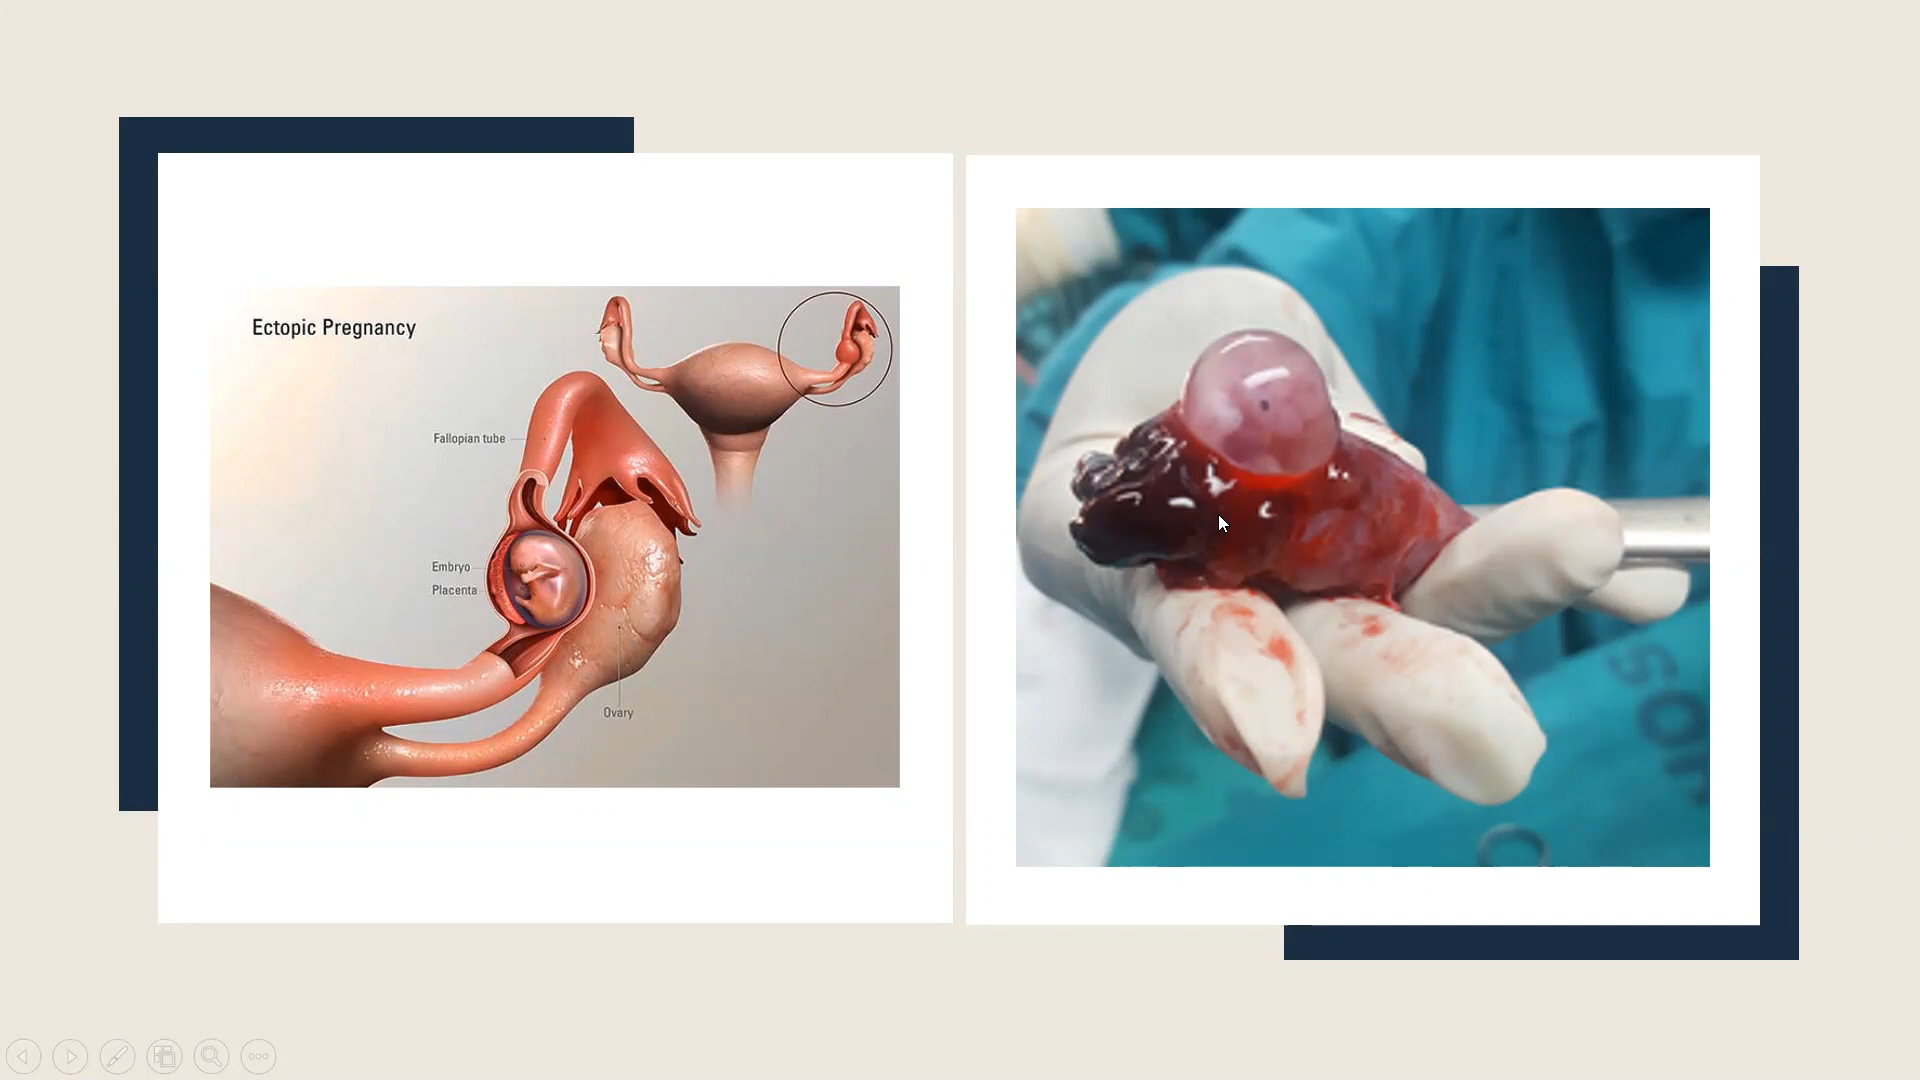 Ectopic Pregnancy
Fallopian tube
Embryo
Placenta
Ovary